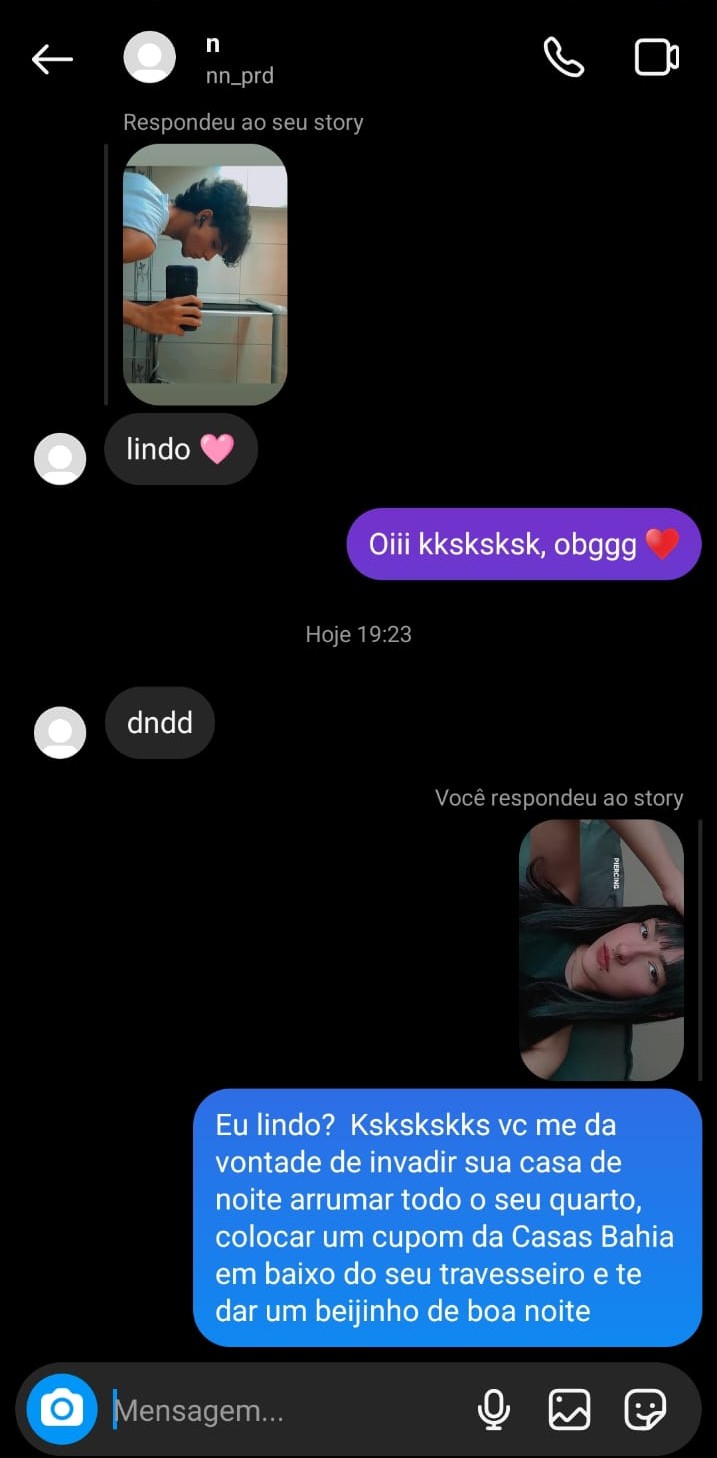 n
nn_prd
Respondeu ao seu story
lindo 🩷
Oiii kksksksk, obggg ♥️
Hoje 19:23
dndd
Você respondeu ao story
PIERCING
Eu lindo?  Ksksksksks vc me da
vontade de invadir sua casa de
noite arrumar todo o seu quarto,
colocar um cupom da Casas Bahia
em baixo do seu travesseiro e te
dar um beijinho de boa noite
Mensagem...